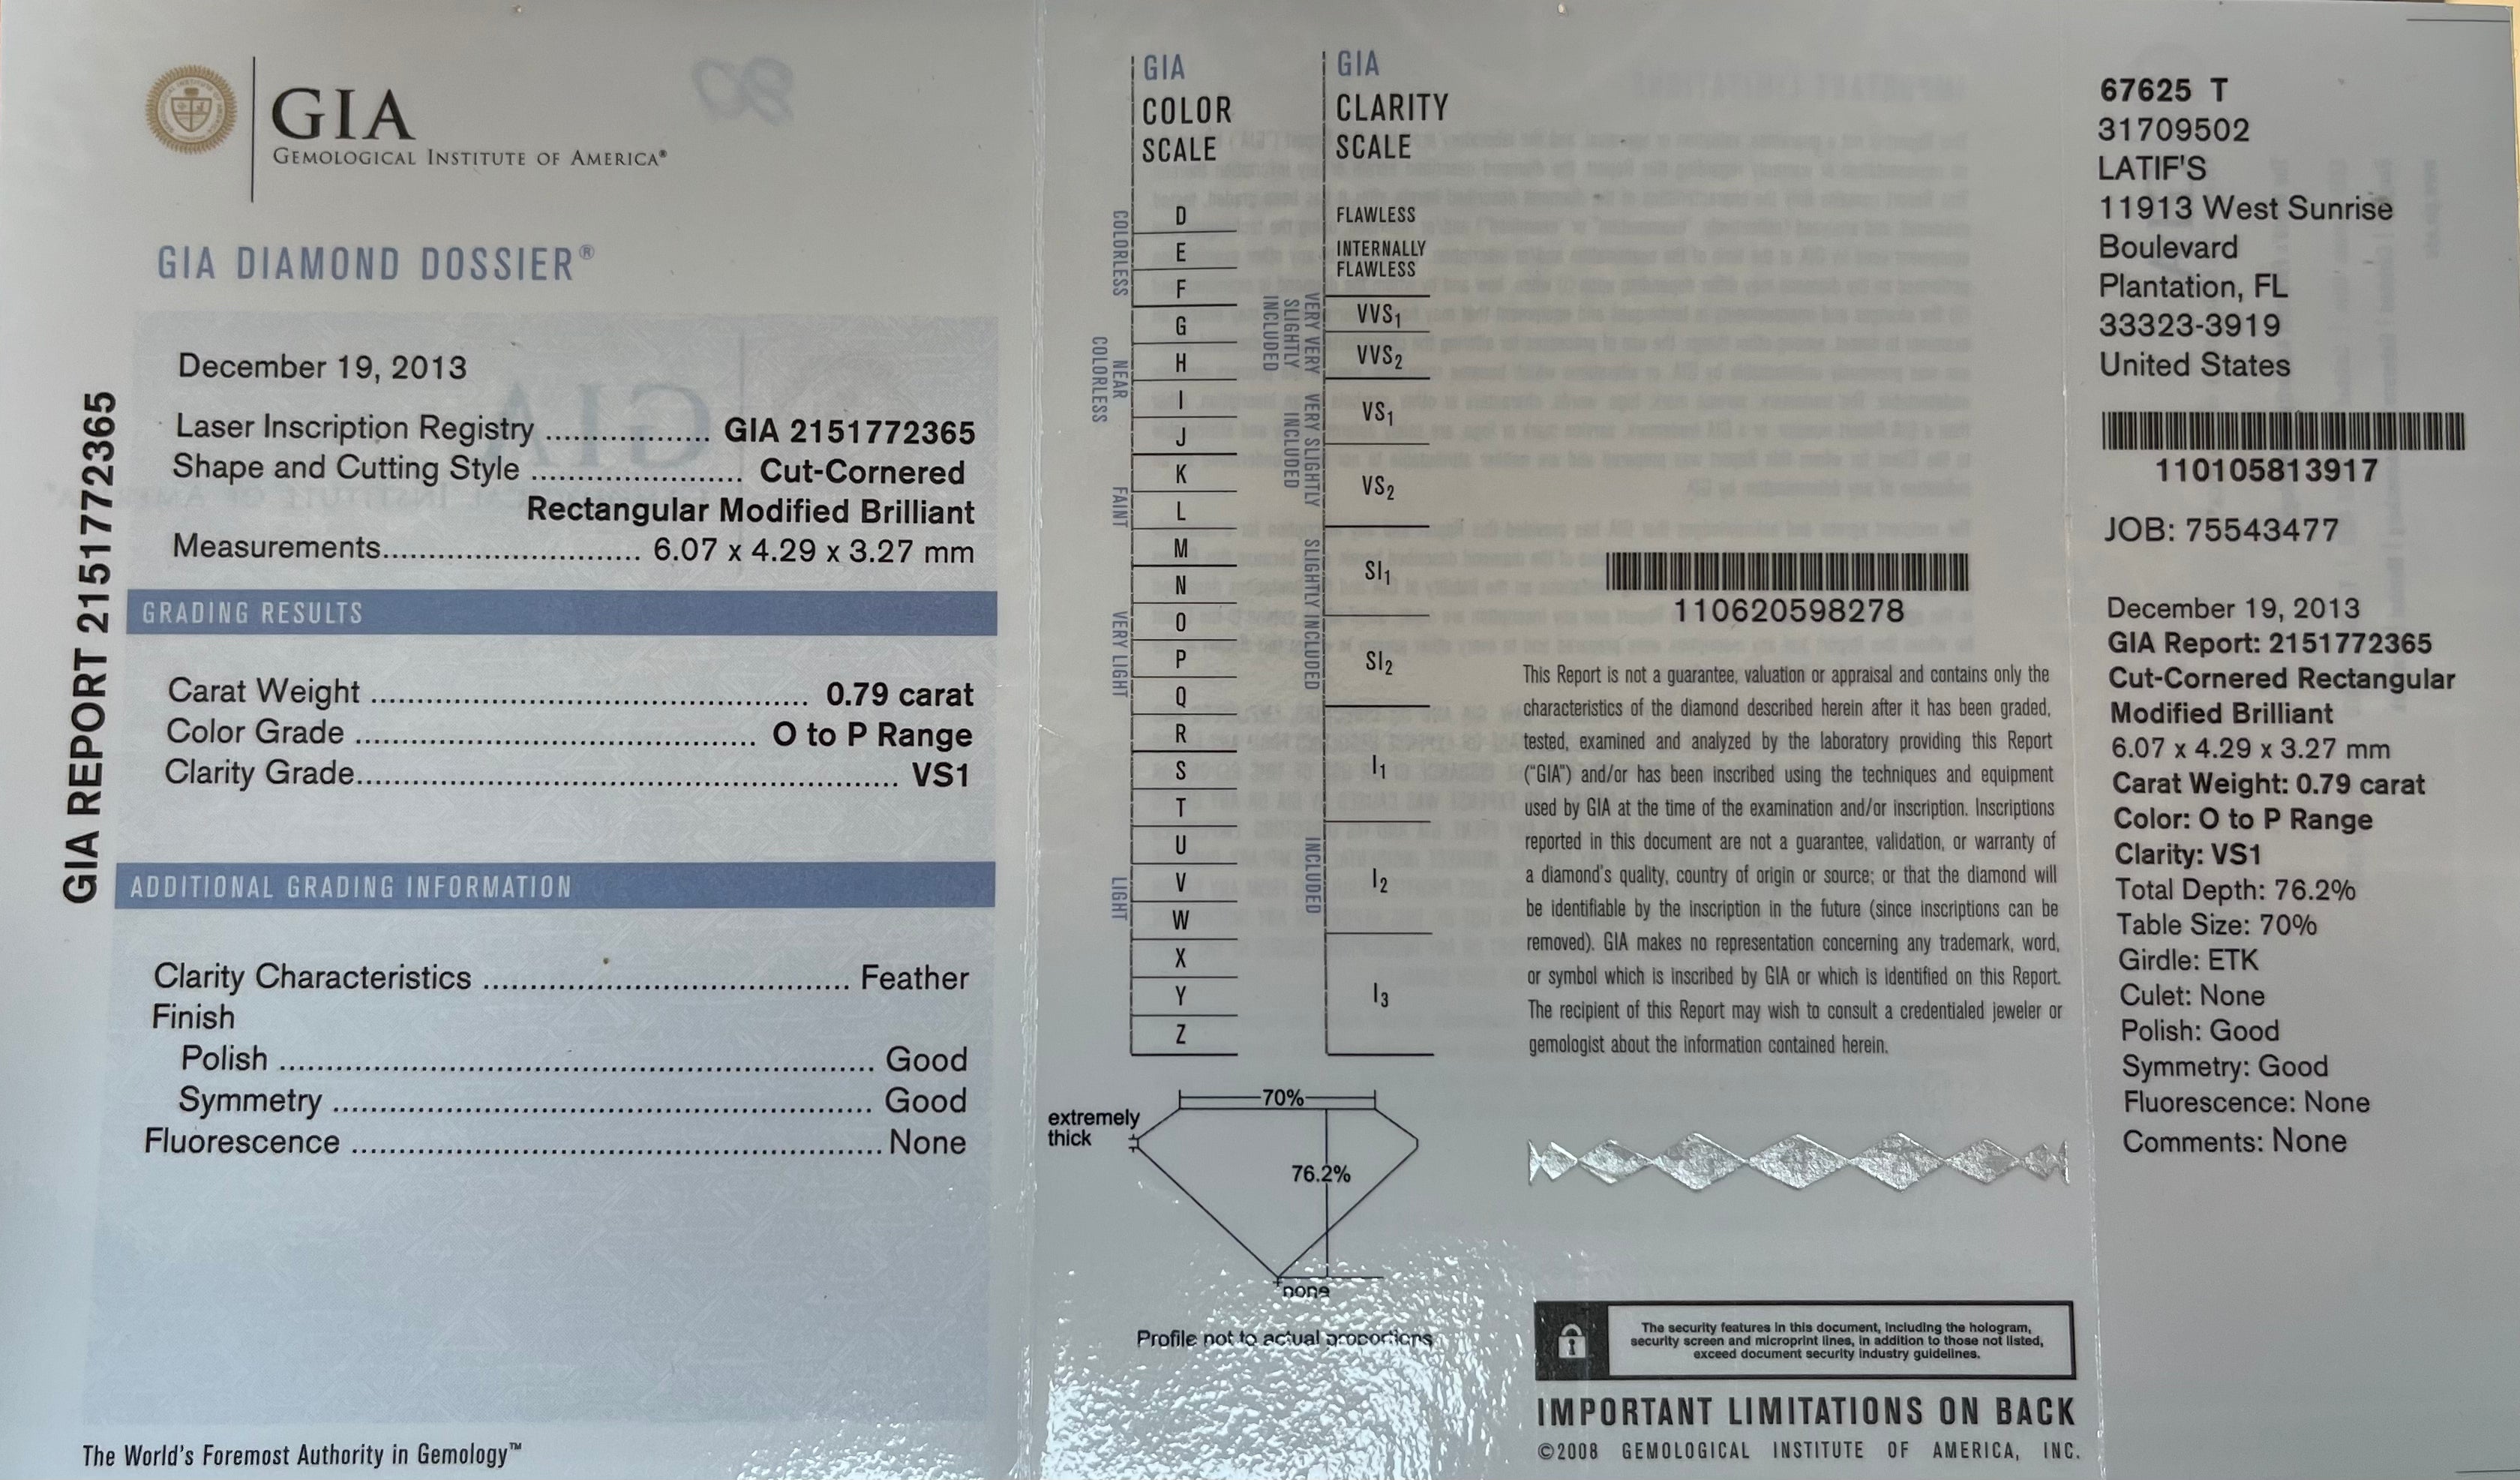 GIA REPORT 2151772365
GIA
GEMOLOGICAL INSTITUTE OF AMERICA®
GIA DIAMOND DOSSIER®
December 19, 2013
Laser Inscription Registry .................. GIA 2151772365
Shape and Cutting Style ....................... Cut-Cornered
Rectangular Modified Brilliant
Measurements............................ 6.07 x 4.29 x 3.27 mm
GRADING RESULTS
Carat Weight ................................................ 0.79 carat
Color Grade ............................................ O to P Range
Clarity Grade............................................................ VS1
ADDITIONAL GRADING INFORMATION
Clarity Characteristics ........................................ Feather
Finish
Polish ................................................................. Good
Symmetry ........................................................... Good
Fluorescence .......................................................... None
The World's Foremost Authority in Gemology™
GIA
COLOR
SCALE
COLORLESS
D
E
F
NEAR
COLORLESS
G
H
I
J
FAINT
K
L
M
VERY LIGHT
N
O
P
Q
R
LIGHT
S
T
U
V
W
X
Y
Z
GIA
CLARITY
SCALE
FLAWLESS
INTERNALLY
FLAWLESS
VERY VERY
SLIGHTLY
INCLUDED
VVS1
VVS2
VERY SLIGHTLY
INCLUDED
VS1
VS2
SLIGHTLY INCLUDED
SI1
SI2
INCLUDED
I1
I2
I3
70%
extremely
thick
76.2%
none
Profile not to actual proportions
110620598278
This Report is not a guarantee, valuation or appraisal and contains only the
characteristics of the diamond described herein after it has been graded,
tested, examined and analyzed by the laboratory providing this Report
("GIA") and/or has been inscribed using the techniques and equipment
used by GIA at the time of the examination and/or inscription. Inscriptions
reported in this document are not a guarantee, validation, or warranty of
a diamond's quality, country of origin or source; or that the diamond will
be identifiable by the inscription in the future (since inscriptions can be
removed). GIA makes no representation concerning any trademark, word,
or symbol which is inscribed by GIA or which is identified on this Report.
The recipient of this Report may wish to consult a credentialed jeweler or
gemologist about the information contained herein.
The security features in this document, including the hologram,
security screen and microprint lines, in addition to those not listed,
exceed document security industry guidelines.
IMPORTANT LIMITATIONS ON BACK
©2008 GEMOLOGICAL INSTITUTE OF AMERICA, INC.
67625 T
31709502
LATIF'S
11913 West Sunrise
Boulevard
Plantation, FL
33323-3919
United States
110105813917
JOB: 75543477
December 19, 2013
GIA Report: 2151772365
Cut-Cornered Rectangular
Modified Brilliant
6.07 x 4.29 x 3.27 mm
Carat Weight: 0.79 carat
Color: O to P Range
Clarity: VS1
Total Depth: 76.2%
Table Size: 70%
Girdle: ETK
Culet: None
Polish: Good
Symmetry: Good
Fluorescence: None
Comments: None